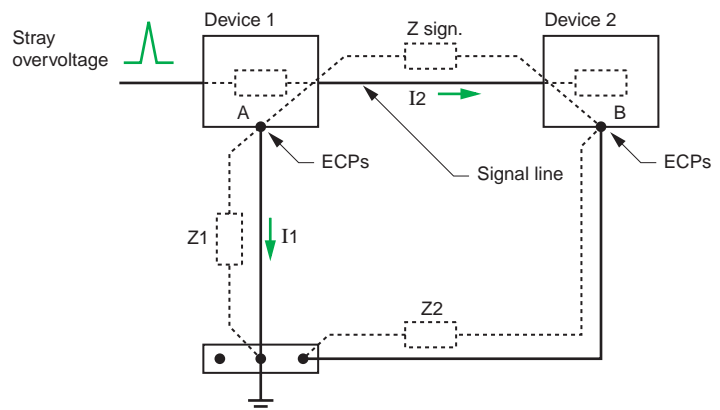 Device 1
Device 2
Stray
overvoltage
Z sign.
A
I2
B
ECPs
Signal line
ECPs
Z1
I1
Z2